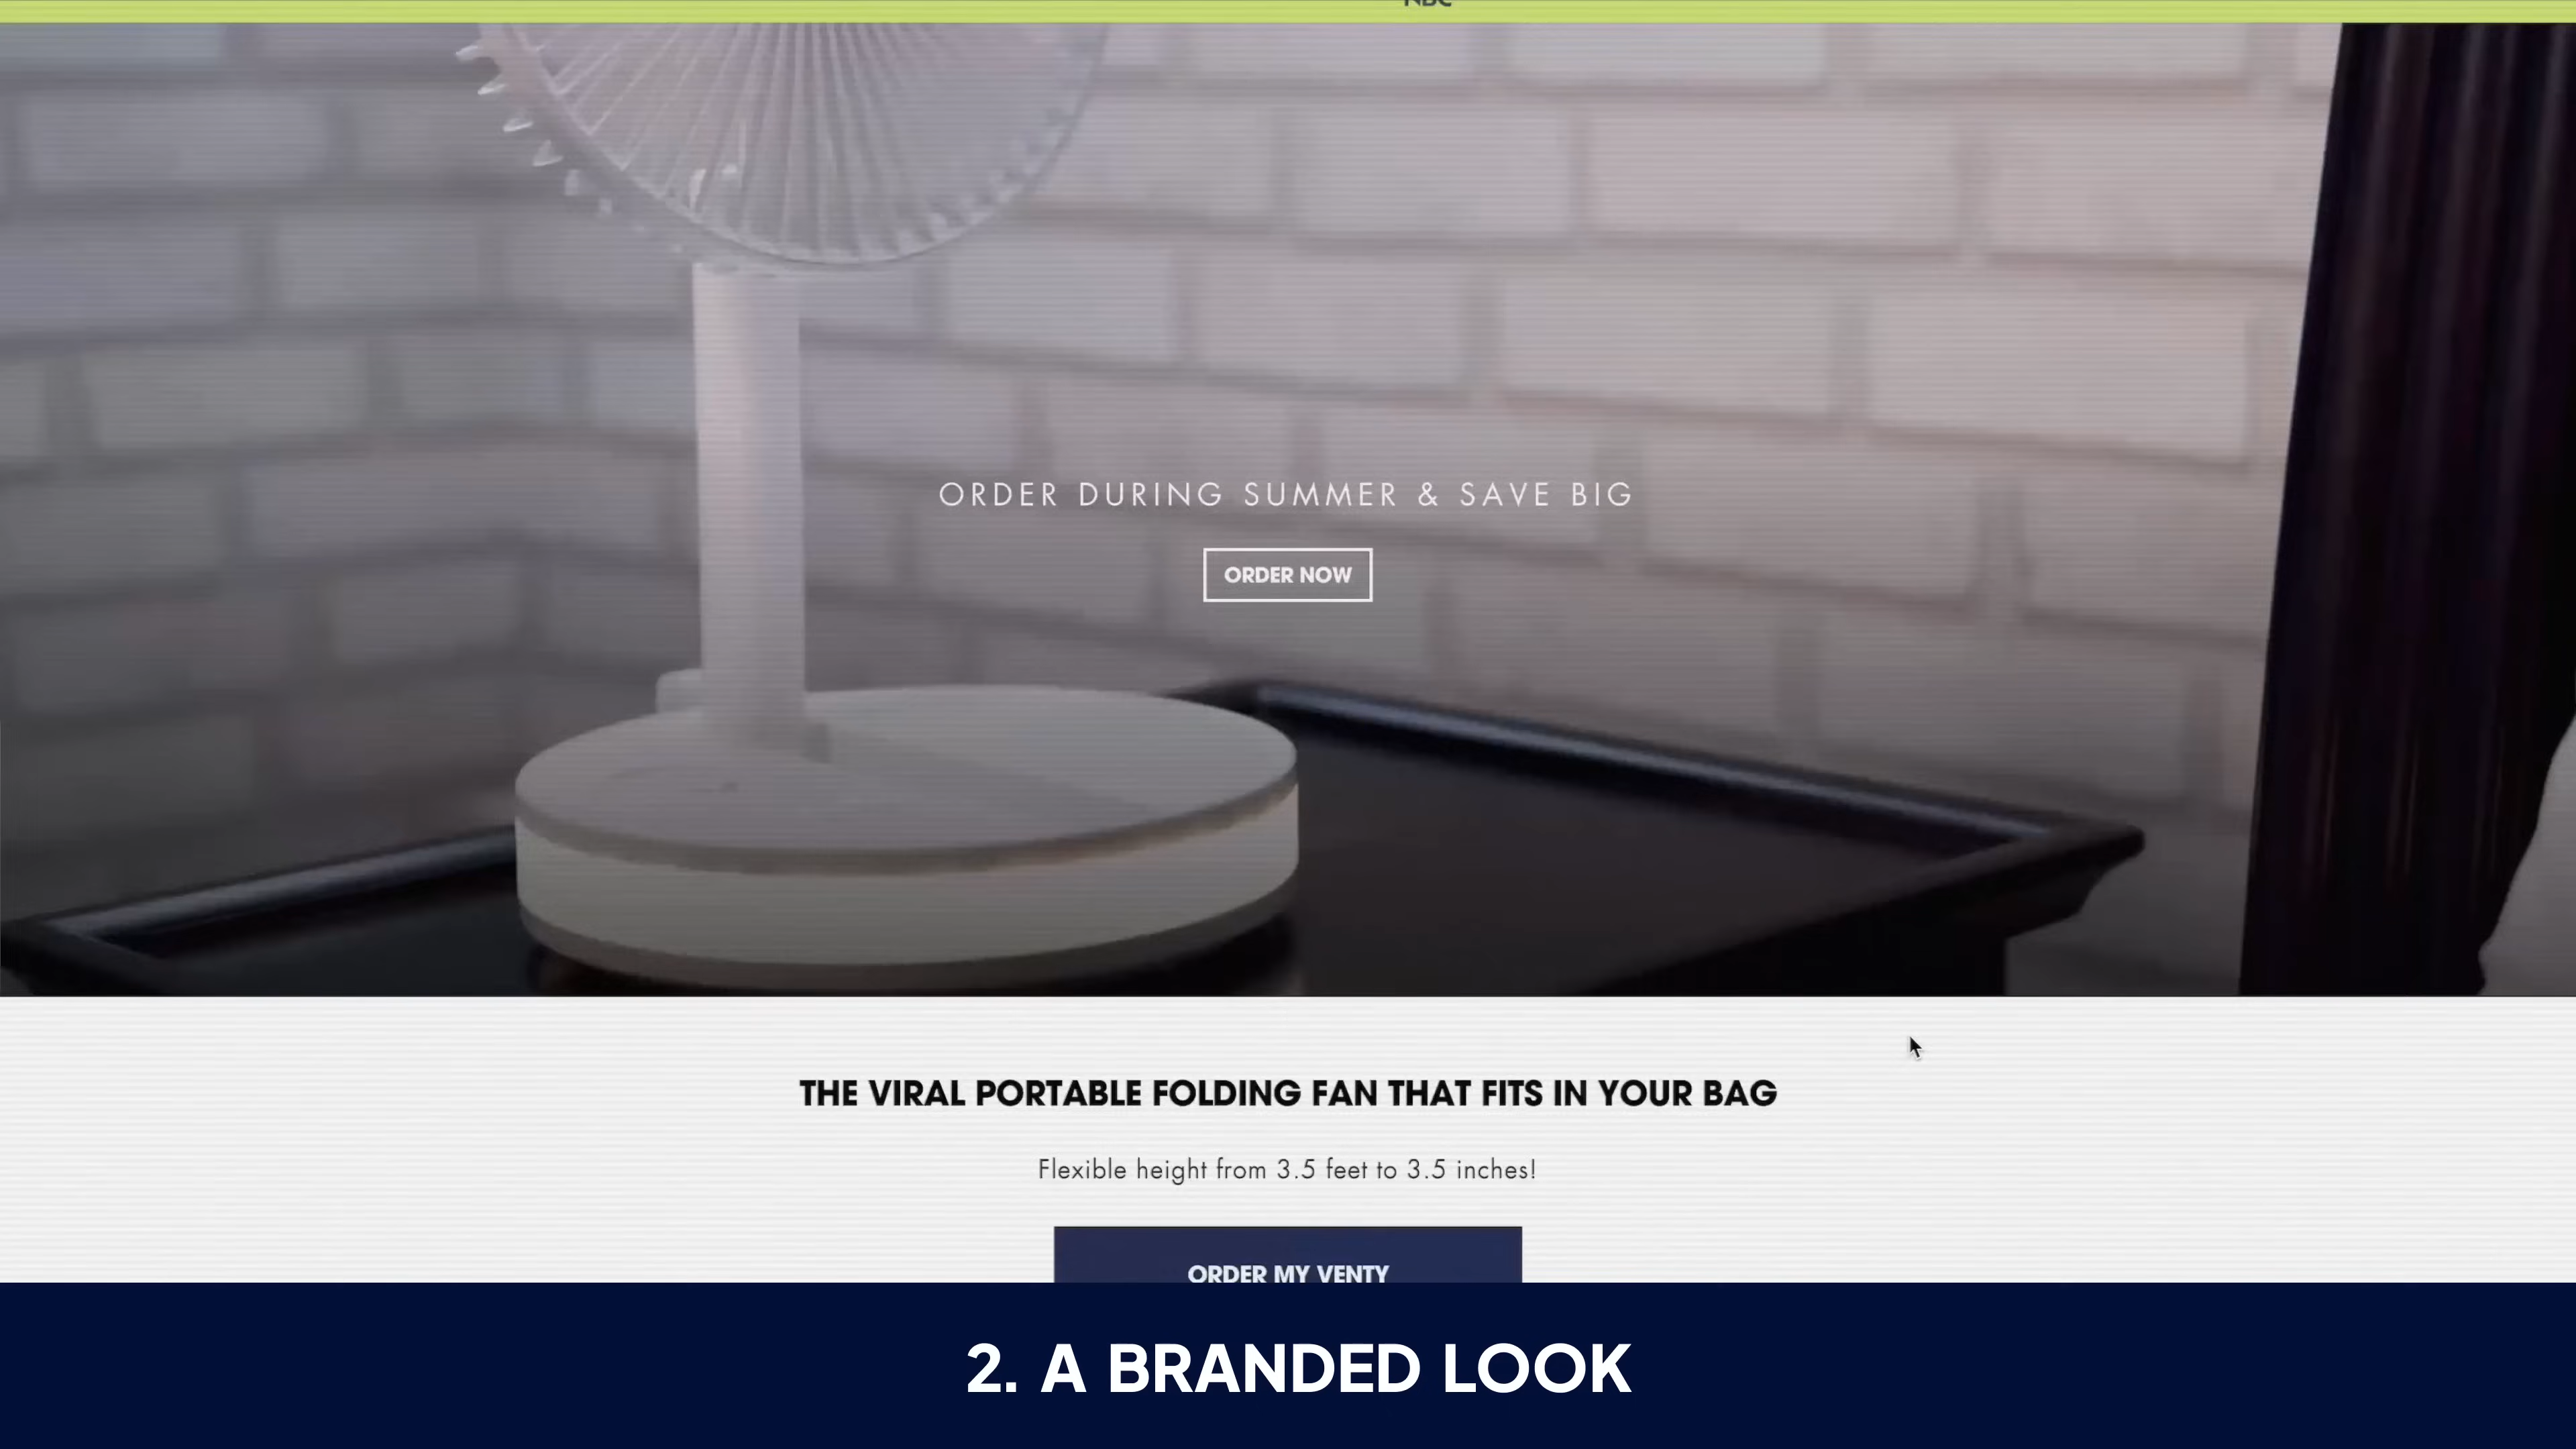 NBC
ORDER DURING SUMMER & SAVE BIG
ORDER NOW
THE VIRAL PORTABLE FOLDING FAN THAT FITS IN YOUR BAG
Flexible height from 3.5 feet to 3.5 inches!
ORDER MY VENTY
2. A BRANDED LOOK